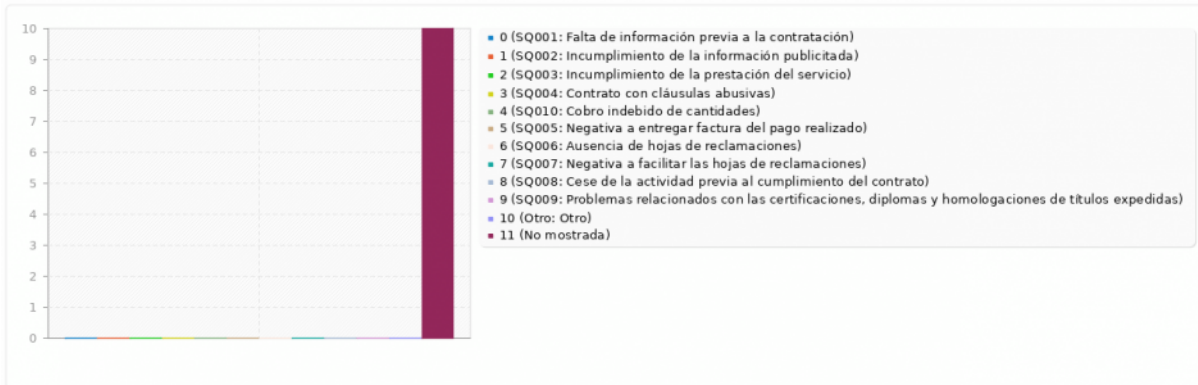 10
9
8
7
6
5
4
3
2
1
0
0 (SQ001: Falta de información previa a la contratación)
1 (SQ002: Incumplimiento de la información publicitada)
2 (SQ003: Incumplimiento de la prestación del servicio)
3 (SQ004: Contrato con cláusulas abusivas)
4 (SQ010: Cobro indebido de cantidades)
5 (SQ005: Negativa a entregar factura del pago realizado)
6 (SQ006: Ausencia de hojas de reclamaciones)
7 (SQ007: Negativa a facilitar las hojas de reclamaciones)
8 (SQ008: Cese de la actividad previa al cumplimiento del contrato)
9 (SQ009: Problemas relacionados con las certificaciones, diplomas y homologaciones de títulos expedidas)
10 (Otro: Otro)
11 (No mostrada)